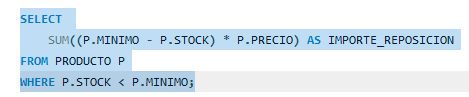 SELECT
    SUM((P.MINIMO - P.STOCK) * P.PRECIO) AS IMPORTE_REPOSICION
FROM PRODUCTO P
WHERE P.STOCK < P.MINIMO;